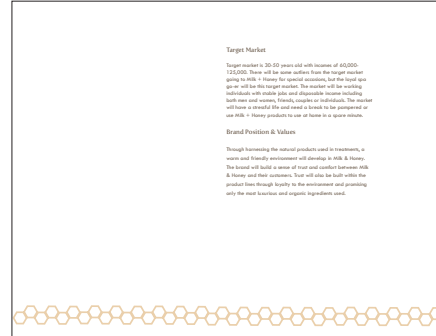 Target Market
Target market is 30-50 years old with incomes of 60,000-
125,000. There will be some outliers from the target market
going to Milk + Honey for special occasions, but the loyal spa
go-er will be this target market. The market will be working
individuals with stable jobs and disposable income including
both men and women, friends, couples or individuals. The market
will have a stressful life and need a break to be pampered or
use Milk + Honey products to use at home in a spare minute.
Brand Position & Values
Through harnessing the natural products used in treatments, a
warm and friendly environment will develop in Milk & Honey.
The brand will build a sense of trust and comfort between Milk
& Honey and their customers. Trust will also be built within the
product lines through loyalty to the environment and promising
only the most luxurious and organic ingredients used.